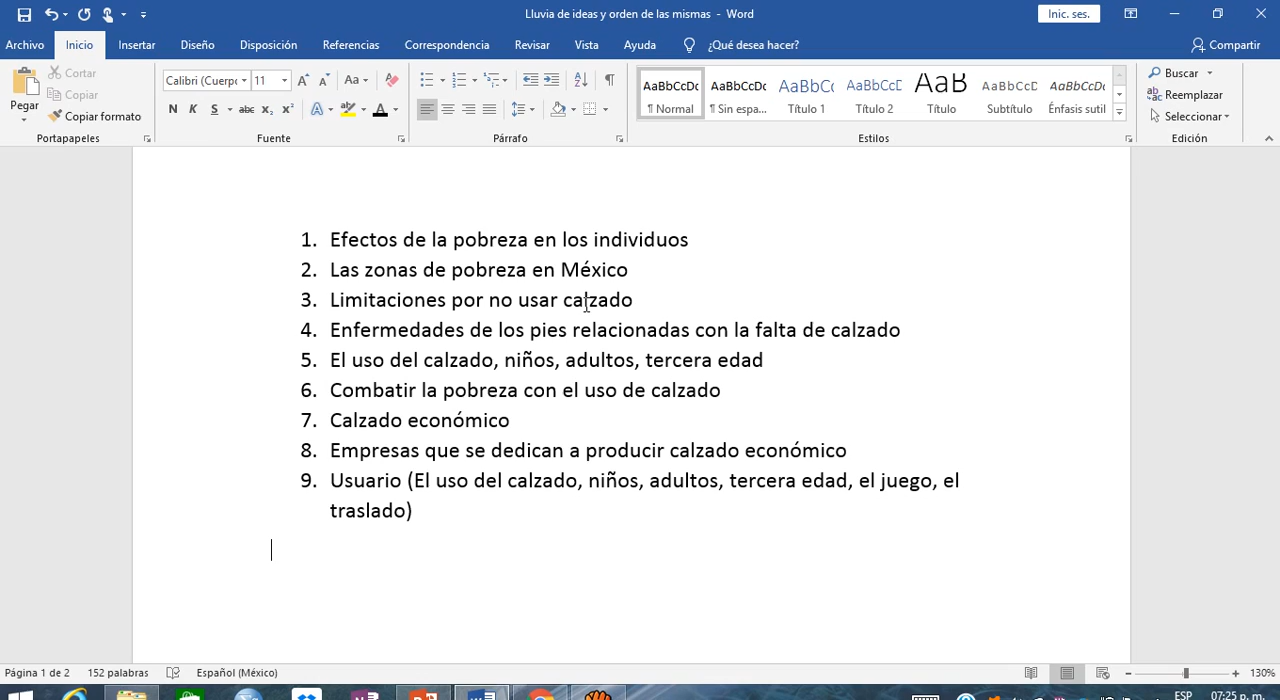 Lluvia de ideas y orden de las mismas - Word
Inic. ses.
Archivo Inicio Insertar Diseño Disposición Referencias Correspondencia Revisar Vista Ayuda ¿Qué desea hacer? Compartir
Pegar
Cortar
Copiar
Copiar formato
Portapapeles
Calibri (Cuerpo 11
N K S abc x₂ x²
Fuente
Párrafo
AaBbCcDc AaBbCcDc AaBbCc AaBbCcC AaB AaBbCcD AaBbCcDc
¶ Normal ¶ Sin espa... Título 1 Título 2 Título Subtítulo Énfasis sutil
Estilos
Buscar
Reemplazar
Seleccionar
Edición
1. Efectos de la pobreza en los individuos
2. Las zonas de pobreza en México
3. Limitaciones por no usar calzado
4. Enfermedades de los pies relacionadas con la falta de calzado
5. El uso del calzado, niños, adultos, tercera edad
6. Combatir la pobreza con el uso de calzado
7. Calzado económico
8. Empresas que se dedican a producir calzado económico
9. Usuario (El uso del calzado, niños, adultos, tercera edad, el juego, el
traslado)
Página 1 de 2 152 palabras Español (México) 130%
ESP 07:25 p. m.